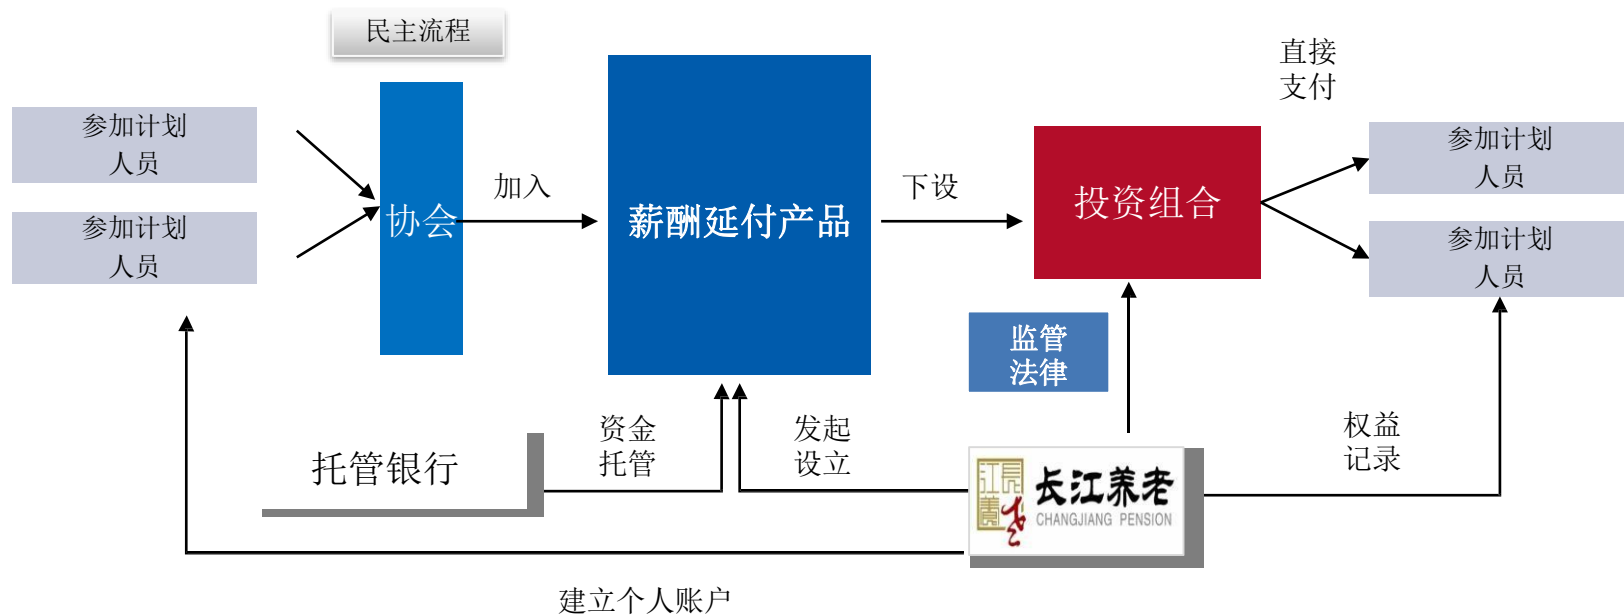 民主流程
直接
支付
参加计划
人员
参加计划
人员
协会
加入
薪酬延付产品
下设
投资组合
参加计划
人员
参加计划
人员
监管
法律
资金
托管
发起
设立
权益
记录
托管银行
长江养老
CHANGJIANG PENSION
建立个人账户